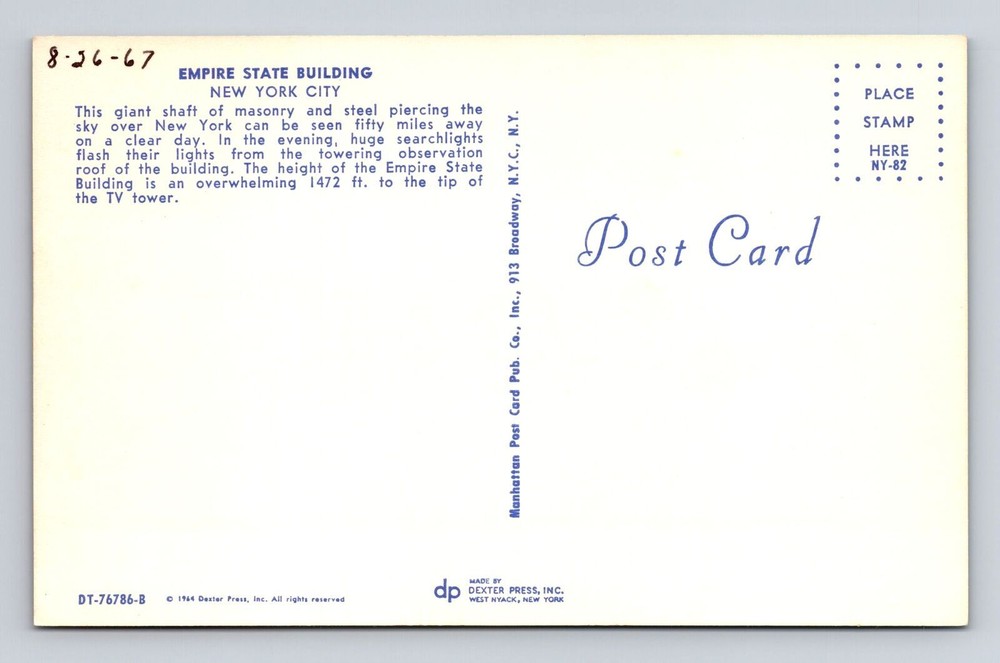 8-26-67
EMPIRE STATE BUILDING
NEW YORK CITY
This giant shaft of masonry and steel piercing the
sky over New York can be seen fifty miles away
on a clear day. In the evening, huge searchlights
flash their lights from the towering observation
roof of the building. The height of the Empire State
Building is an overwhelming 1472 ft. to the tip of
the TV tower.
Manhattan Post Card Pub. Co., Inc., 913 Broadway, N.Y.C., N.Y.
PLACE
STAMP
HERE
NY-82
Post Card
DT-76786-B
© 1964 Dexter Press, Inc. All rights reserved
dp
MADE BY
DEXTER PRESS, INC.
WEST NYACK, NEW YORK